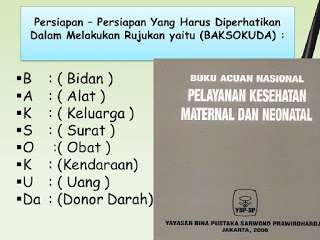 Persiapan – Persiapan Yang Harus Diperhatikan
Dalam Melakukan Rujukan yaitu (BAKSOKUDA) :
▪B : ( Bidan )
▪A : ( Alat )
▪K : ( Keluarga )
▪S : ( Surat )
▪O :( Obat )
▪K : (Kendaraan)
▪U : ( Uang )
▪Da : (Donor Darah)
BUKU ACUAN NASIONAL
PELAYANAN KESEHATAN
MATERNAL DAN NEONATAL
YBP-SP
YAYASAN BINA PUSTAKA SARWONO PRAWIROHARDJ
JAKARTA, 2006